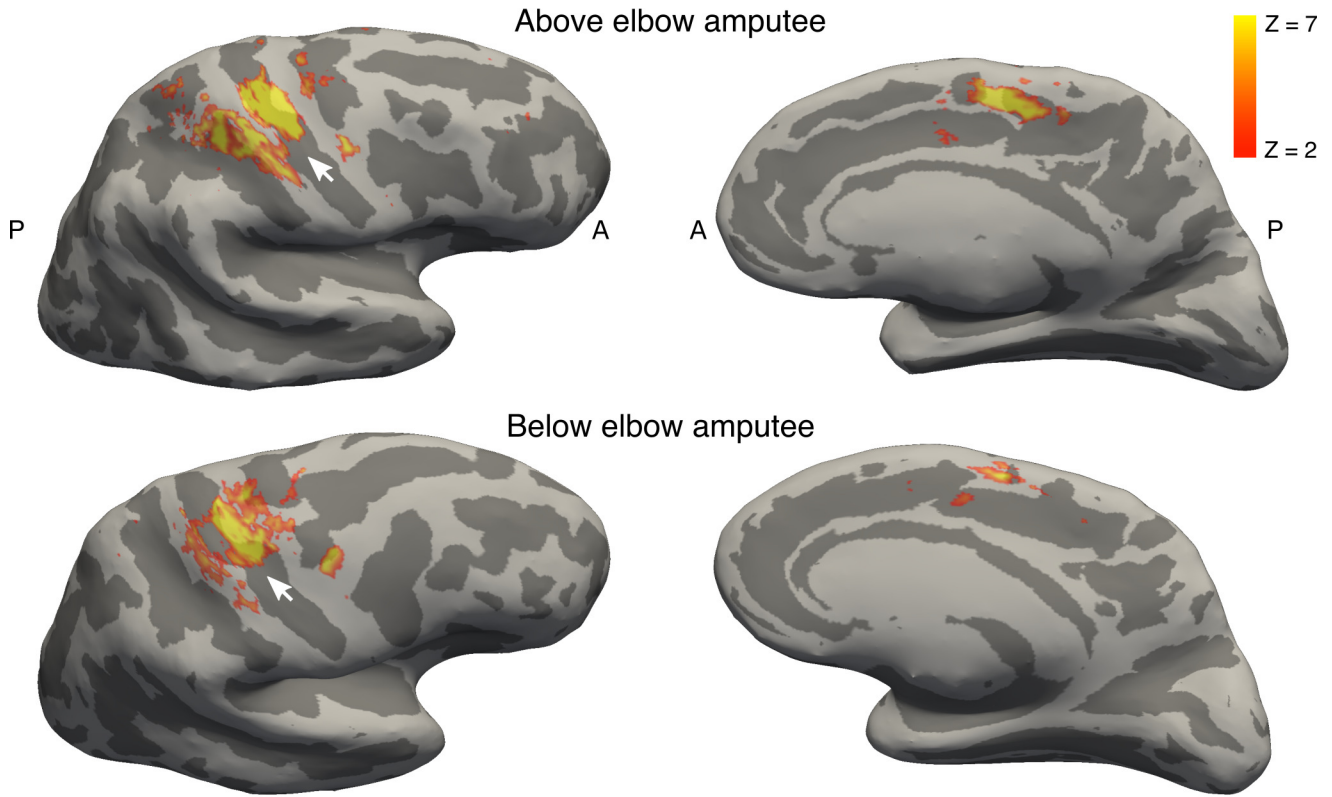 Above elbow amputee
Z = 7
Z = 2
P
A
A
P
Below elbow amputee